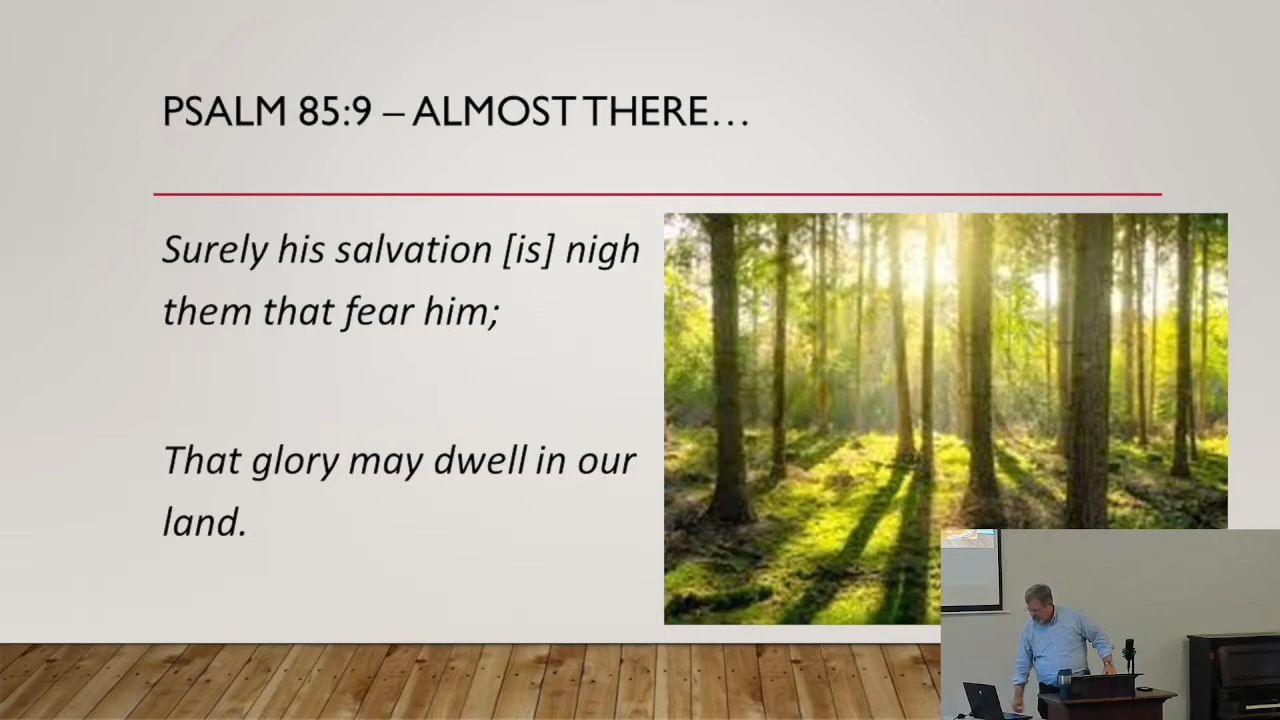 PSALM 85:9 – ALMOST THERE…
Surely his salvation [is] nigh
them that fear him;
That glory may dwell in our
land.